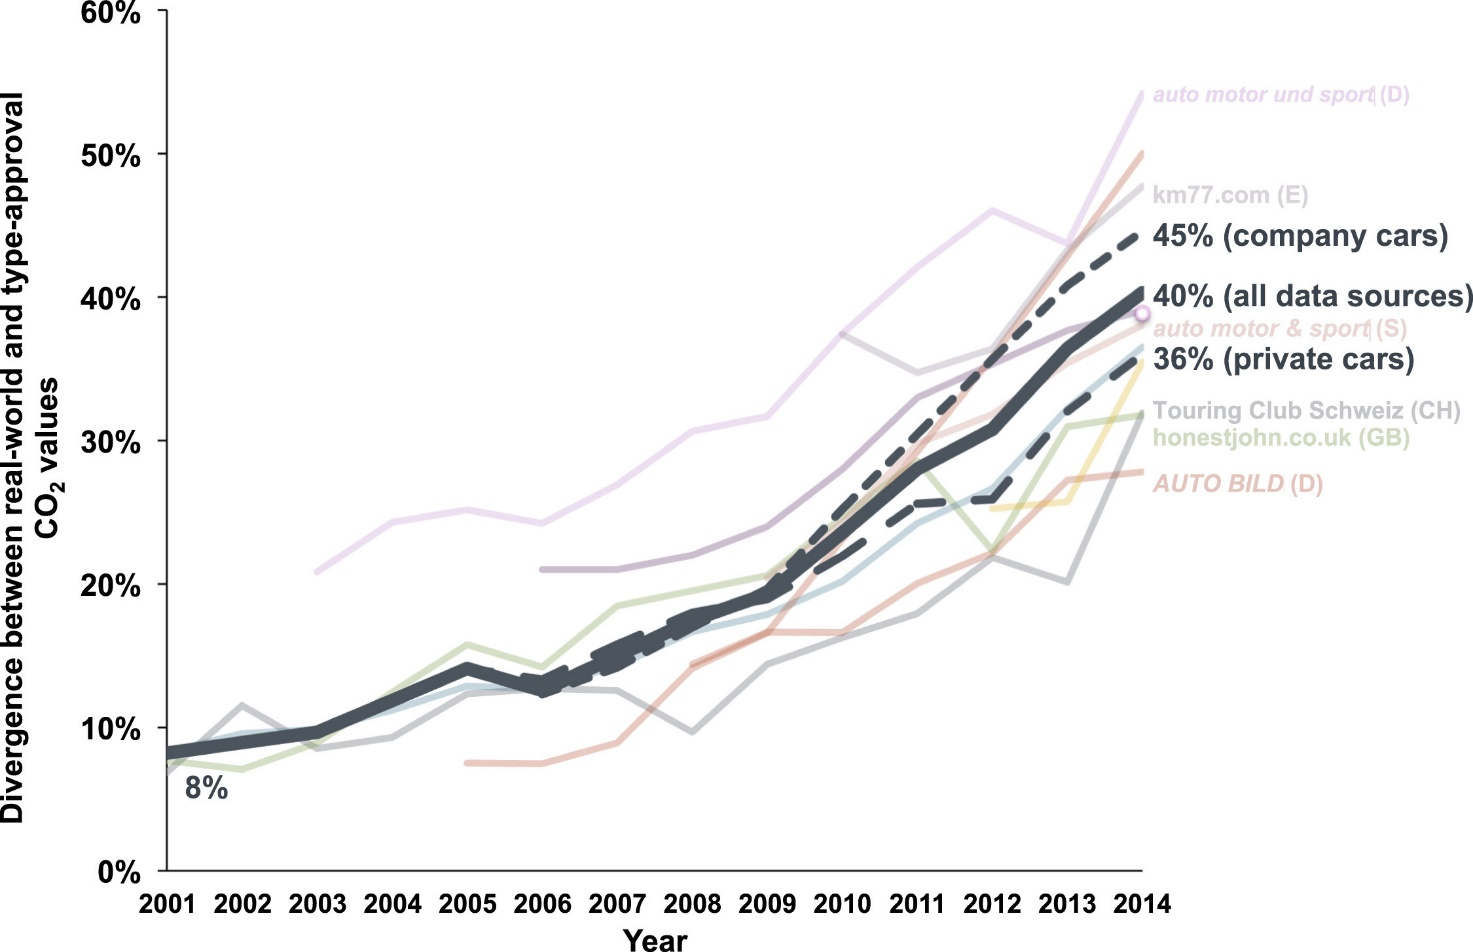 60%
50%
40%
30%
20%
10%
0%
Divergence between real-world and type-approval
CO2 values
auto motor und sport (D)
km77.com (E)
45% (company cars)
40% (all data sources)
auto motor & sport (S)
36% (private cars)
Touring Club Schweiz (CH)
honestjohn.co.uk (GB)
AUTO BILD (D)
8%
2001 2002 2003 2004 2005 2006 2007 2008 2009 2010 2011 2012 2013 2014
Year